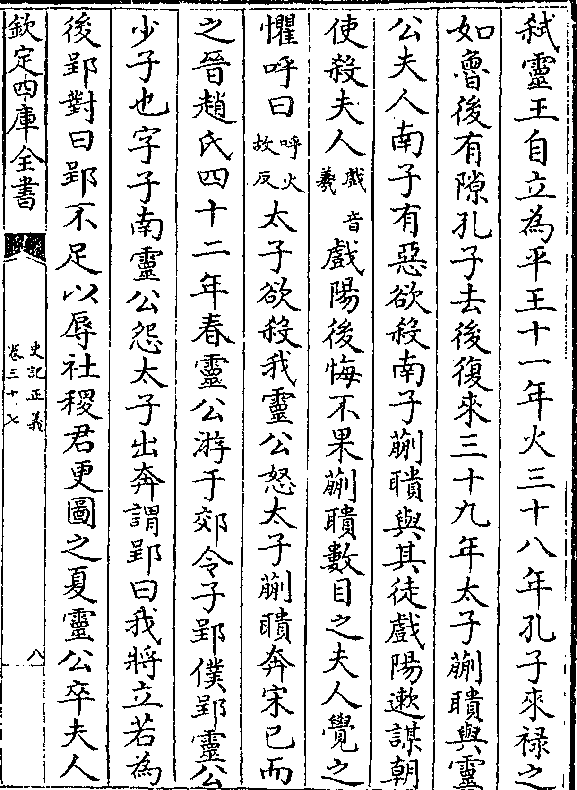 弑靈王自立為平王十一年火三十八年孔子來禄之
如魯後有隙孔子去後復來三十九年太子蒯聵與靈
公夫人南子有惡欲殺南子蒯聵與其徒戲陽遬謀朝
使殺夫人戲音羲戲陽後悔不果蒯聵數目之夫人覺之
懼呼曰呼火故反太子欲殺我靈公怒太子蒯聵奔宋已而
之晉趙氏四十二年春靈公游于郊令子郢僕郢靈公
少子也字子南靈公怨太子出奔謂郢曰我將立若為
後郢對曰郢不足以辱社稷君更圖之夏靈公卒夫人
欽定四庫全書
史記正義
卷三十七
八